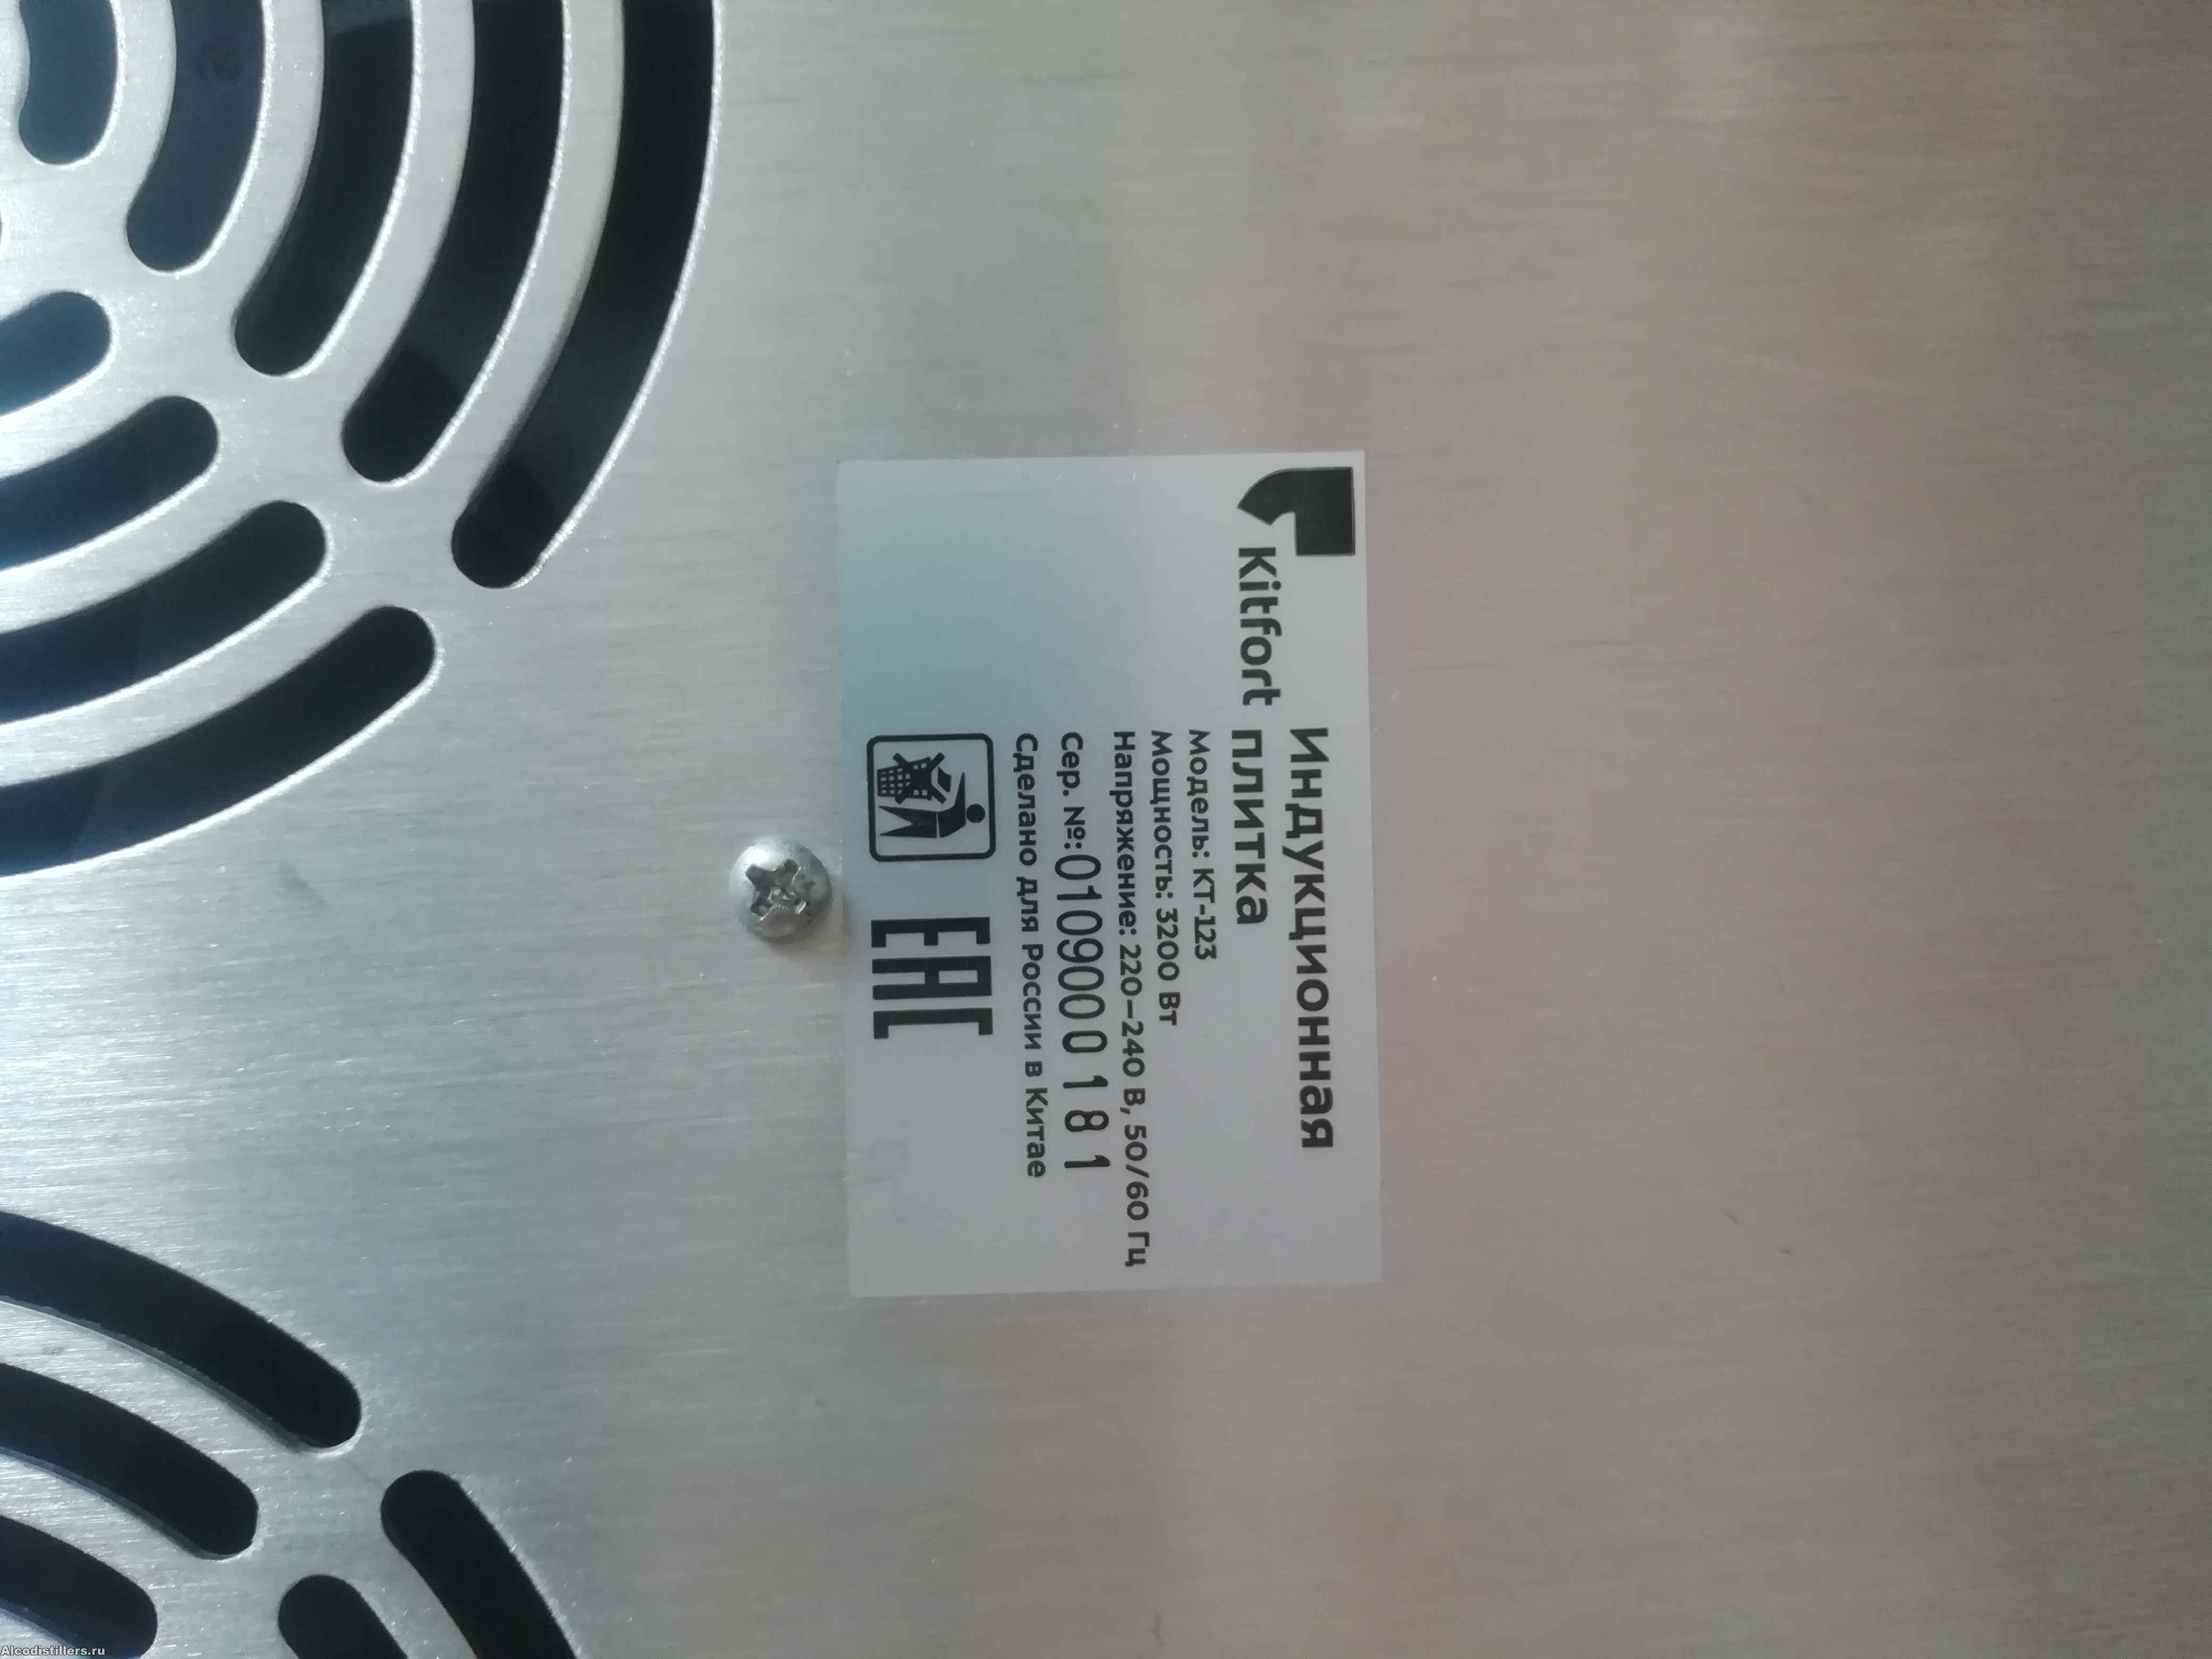 Kitfort
Индукционная
плитка
Модель: КТ-123
Мощность: 3200 Вт
Напряжение: 220–240 В, 50/60 Гц
Сер. №:0109000181
Сделано для России в Китае
EAC
Alcodistillers.ru